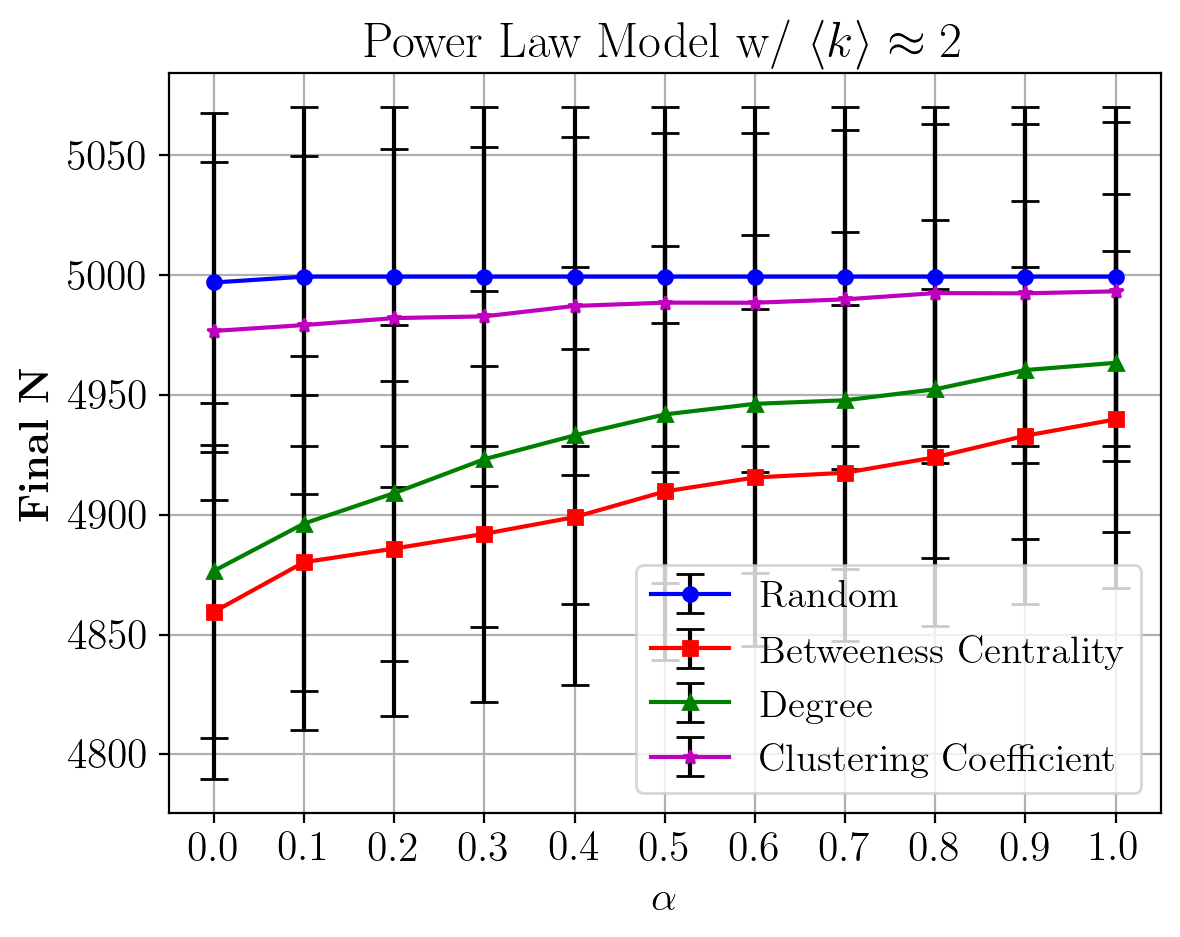 Power Law Model w/ ⟨k⟩ ≈ 2
Final N
5050
5000
4950
4900
4850
4800
Random
Betweeness Centrality
Degree
Clustering Coefficient
0.0 0.1 0.2 0.3 0.4 0.5 0.6 0.7 0.8 0.9 1.0
α